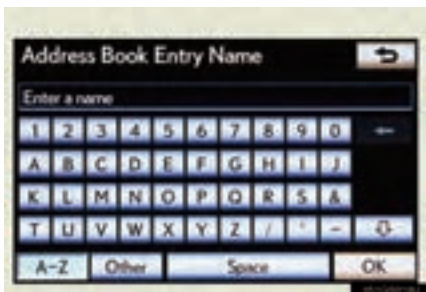 Address Book Entry Name
Enter a name
1 2 3 4 5 6 7 8 9 0 ←
A B C D E F G H I J
K L M N O P Q R S &
T U V W X Y Z / ' -
A-Z Other Space OK